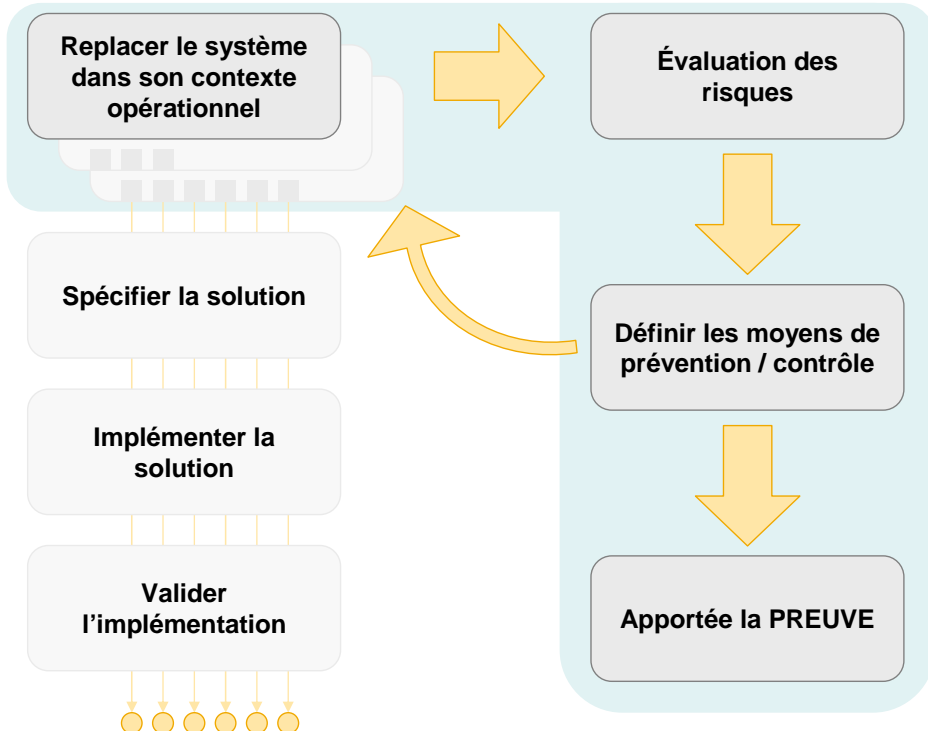 Replacer le système
dans son contexte
opérationnel
Évaluation des
risques
Spécifier la solution
Définir les moyens de
prévention / contrôle
Implémenter la
solution
Valider
l'implémentation
Apportée la PREUVE